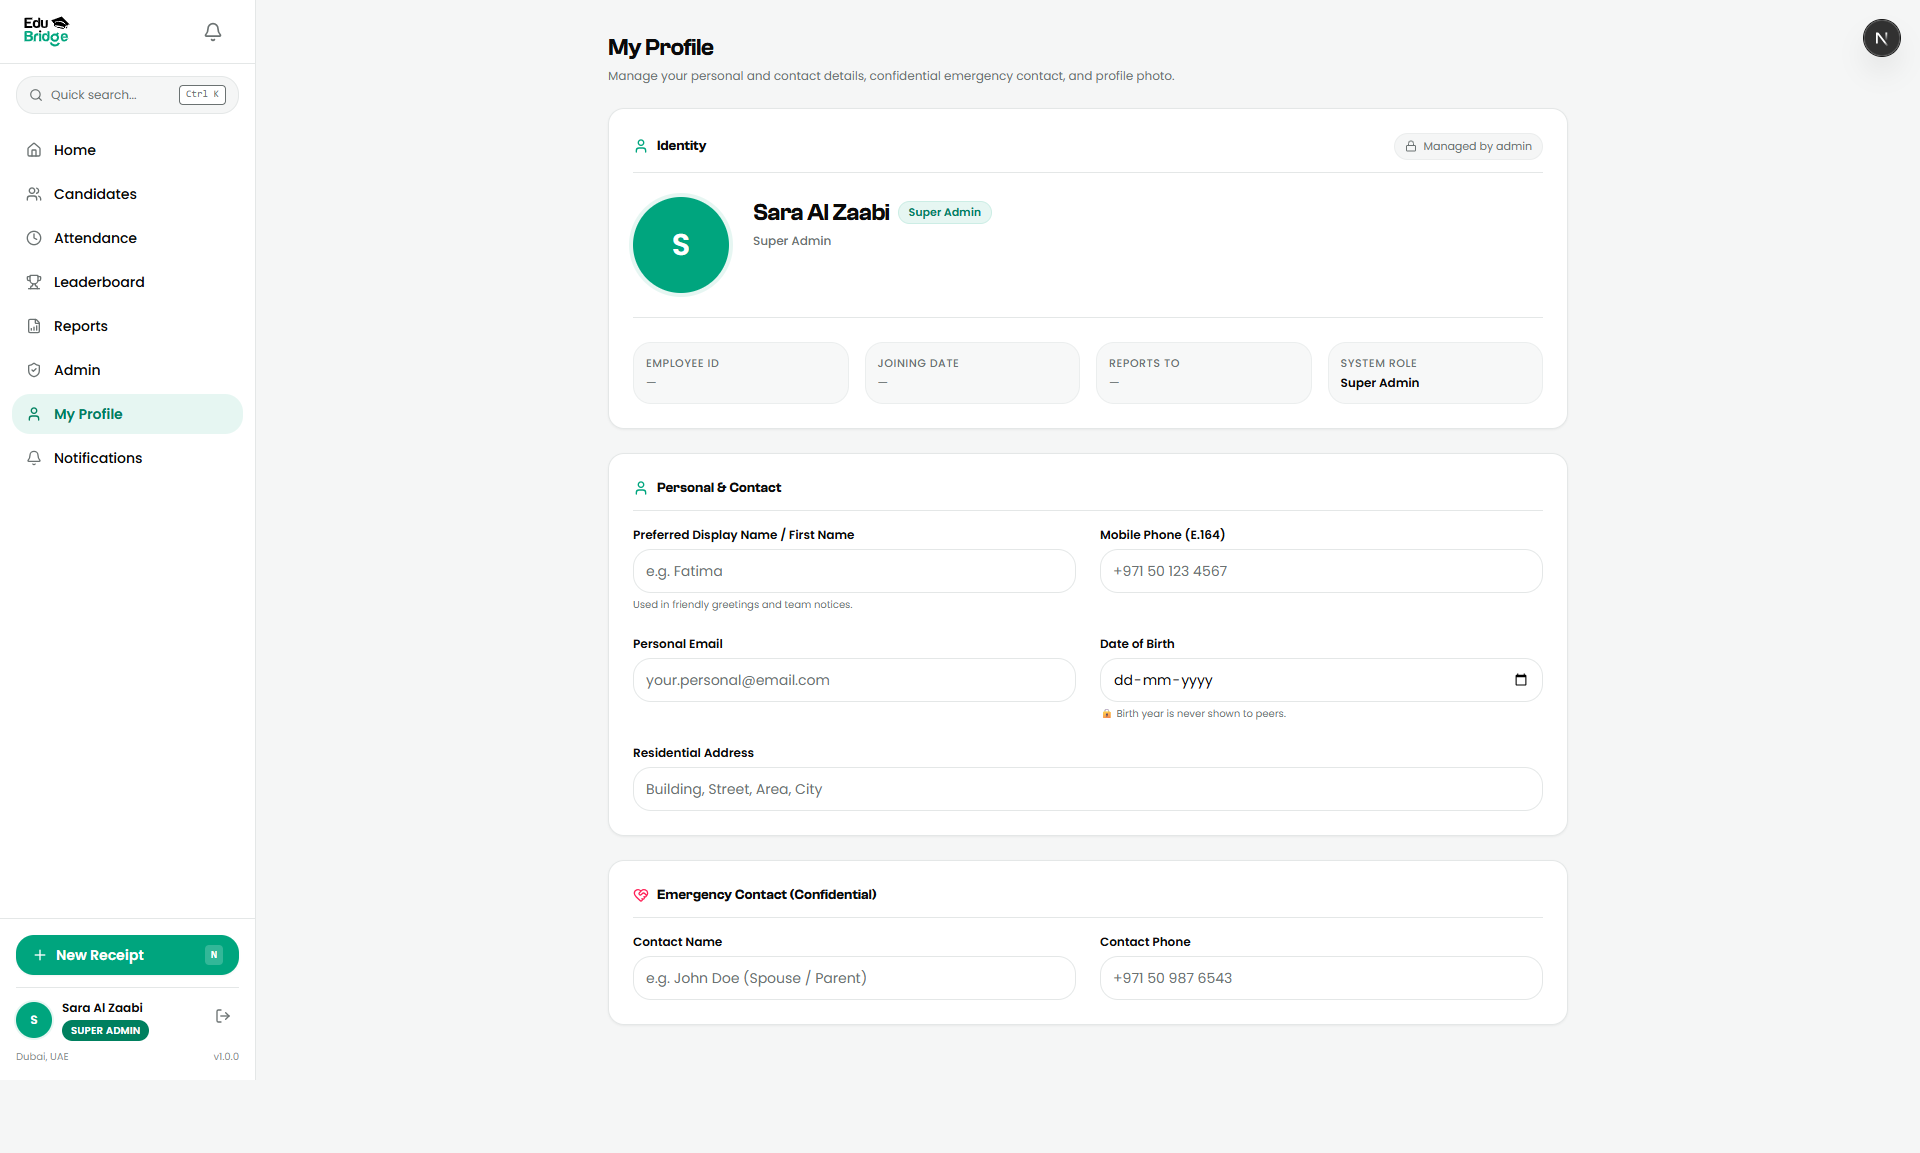 Edu
Bridge
Quick search...
Ctrl K
Home
Candidates
Attendance
Leaderboard
Reports
Admin
My Profile
Notifications
New Receipt
N
S
Sara Al Zaabi
SUPER ADMIN
Dubai, UAE
v1.0.0
My Profile
Manage your personal and contact details, confidential emergency contact, and profile photo.
N
Identity
Managed by admin
S
Sara Al Zaabi
Super Admin
Super Admin
EMPLOYEE ID
—
JOINING DATE
—
REPORTS TO
—
SYSTEM ROLE
Super Admin
Personal & Contact
Preferred Display Name / First Name
e.g. Fatima
Used in friendly greetings and team notices.
Mobile Phone (E.164)
+971 50 123 4567
Personal Email
your.personal@email.com
Date of Birth
dd-mm-yyyy
🔒 Birth year is never shown to peers.
Residential Address
Building, Street, Area, City
Emergency Contact (Confidential)
Contact Name
e.g. John Doe (Spouse / Parent)
Contact Phone
+971 50 987 6543